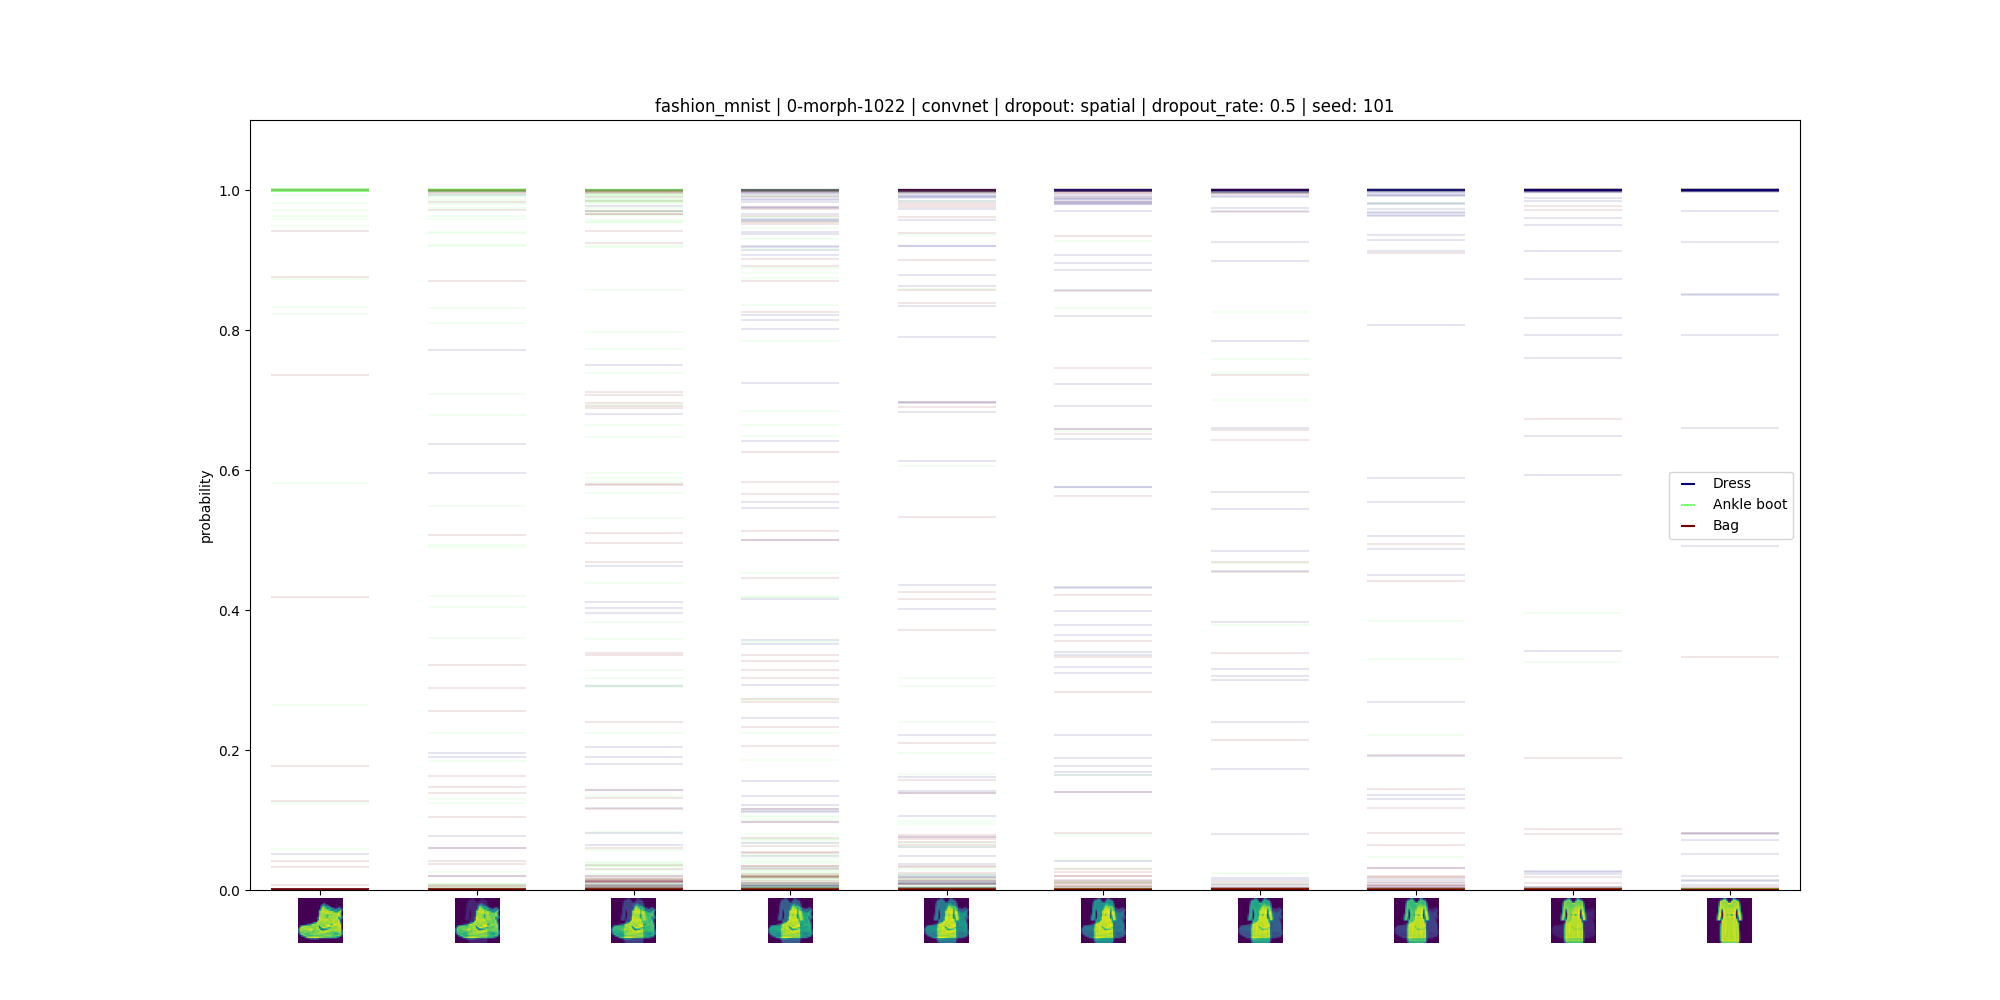 fashion_mnist | 0-morph-1022 | convnet | dropout: spatial | dropout_rate: 0.5 | seed: 101
1.0
0.8
0.6
0.4
0.2
0.0
probability
Dress
Ankle boot
Bag